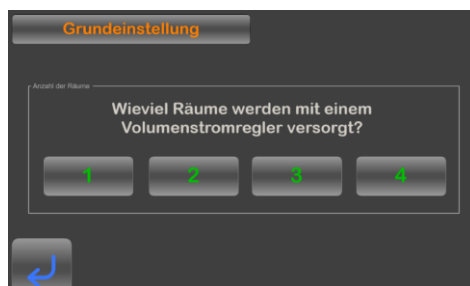 Grundeinstellung
Anzahl der Räume
Wieviel Räume werden mit einem
Volumenstromregler versorgt?
1 2 3 4